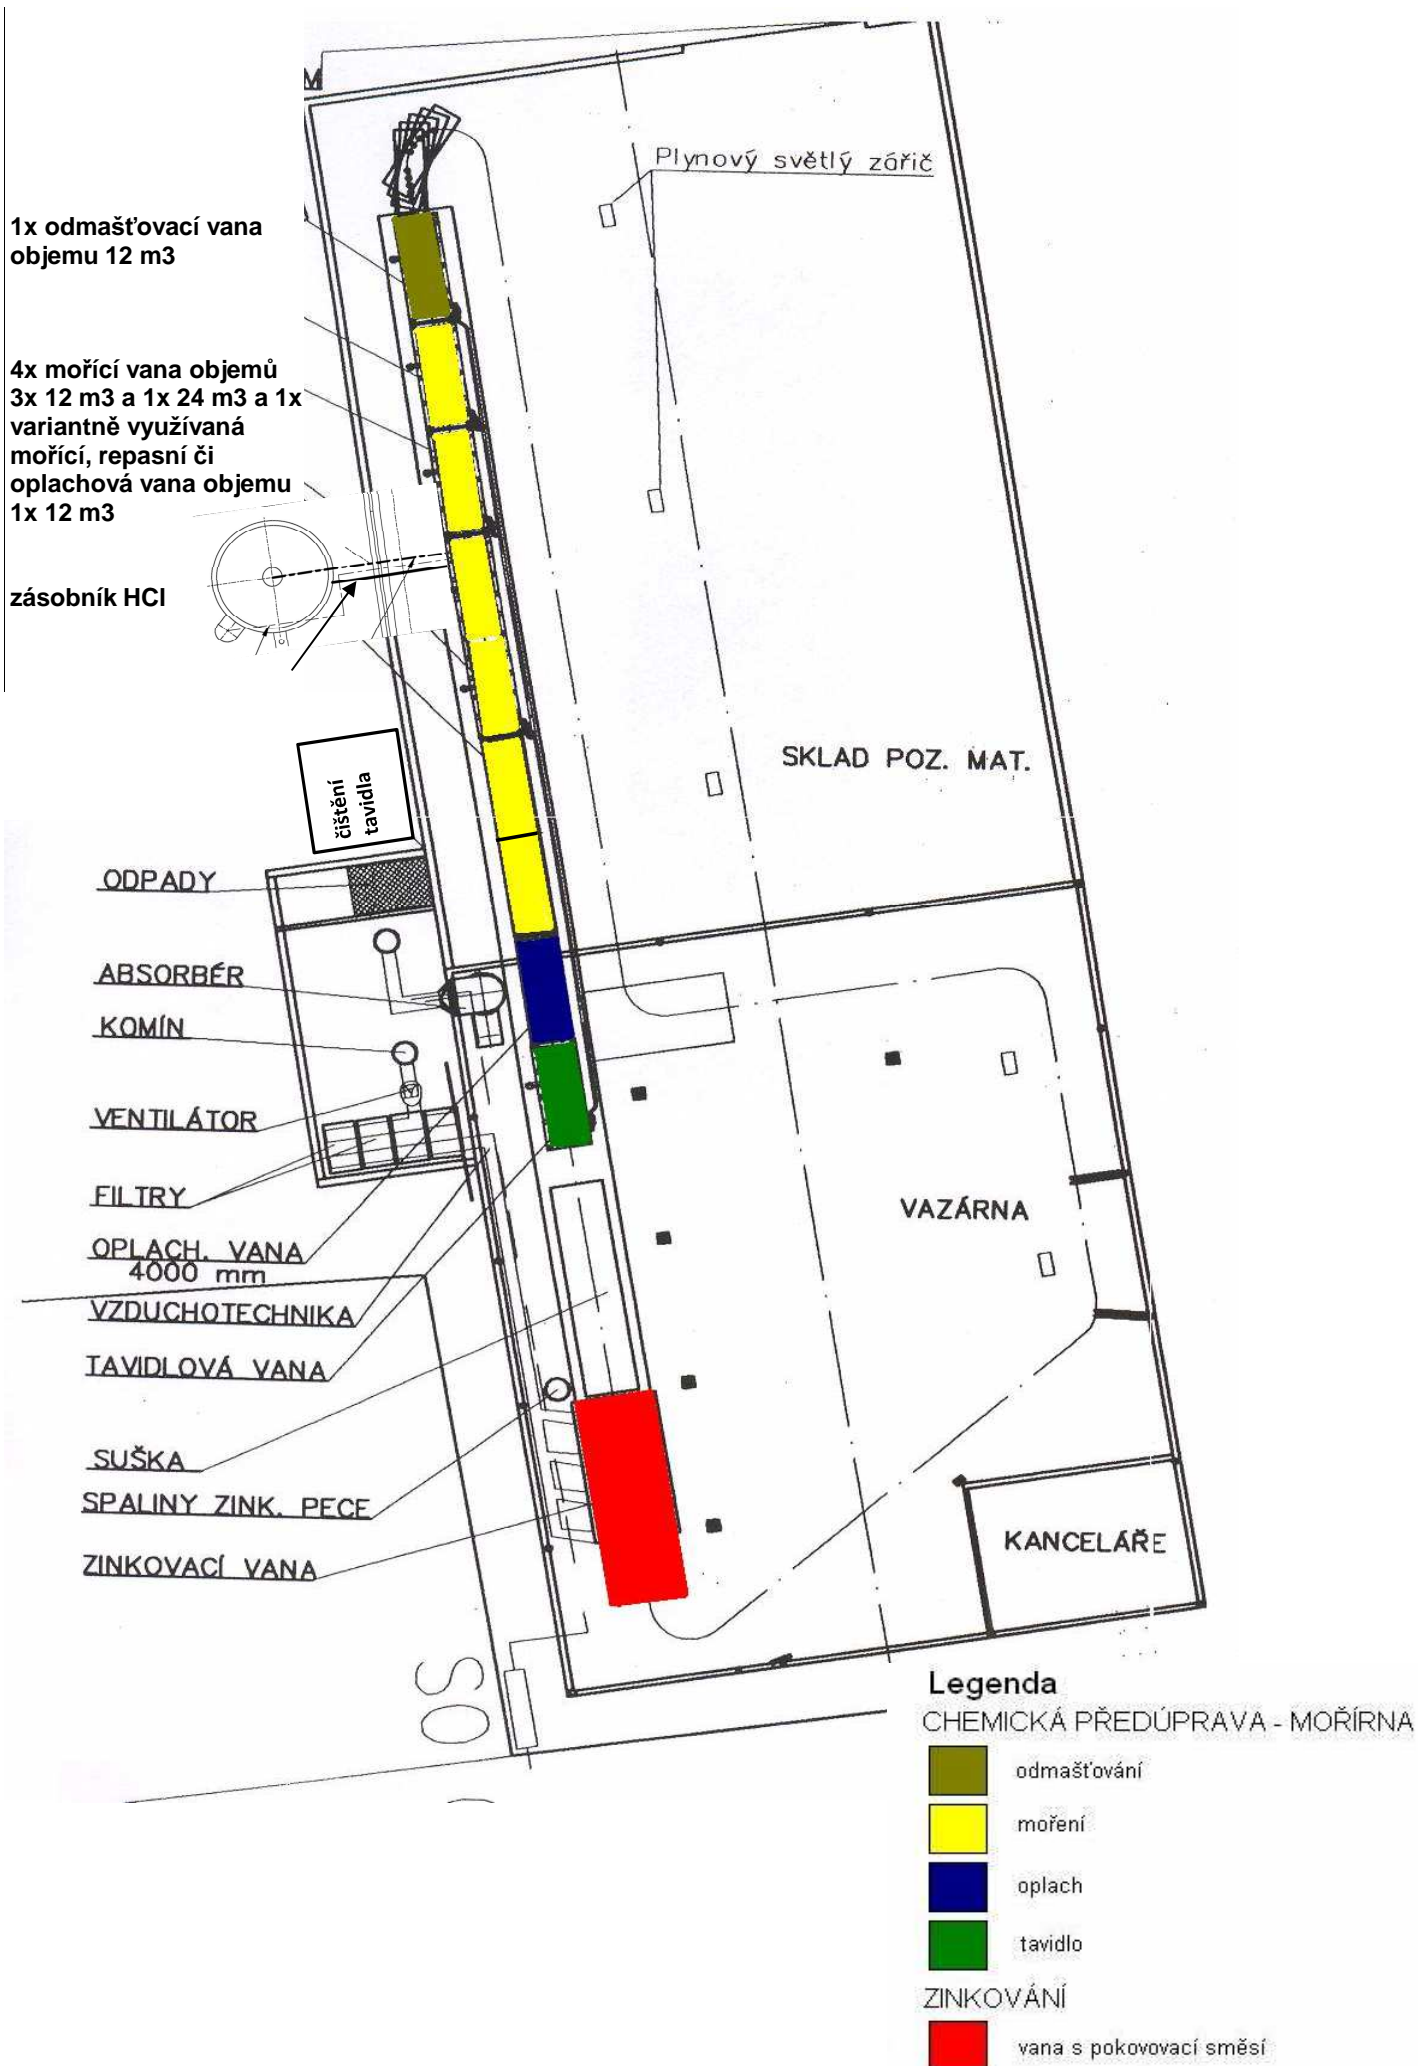 M
Plynový světlý zářič
1x odmašťovací vana
objemu 12 m3
4x mořící vana objemů
3x 12 m3 a 1x 24 m3 a 1x
variantně využívaná
mořící, repasní či
oplachová vana objemu
1x 12 m3
zásobník HCl
SKLAD POZ. MAT.
čištění
tavidla
ODPADY
ABSORBÉR
KOMÍN
VENTILÁTOR
FILTRY
OPLACH. VANA
4000 mm
VZDUCHOTECHNIKA
TAVIDLOVÁ VANA
SUŠKA
SPALINY ZINK. PECE
ZINKOVACÍ VANA
VAZÁRNA
KANCELÁŘE
OS
Legenda
CHEMICKÁ PŘEDÚPRAVA - MOŘÍRNA
odmašťování
moření
oplach
tavidlo
ZINKOVÁNÍ
vana s pokovovací směsí